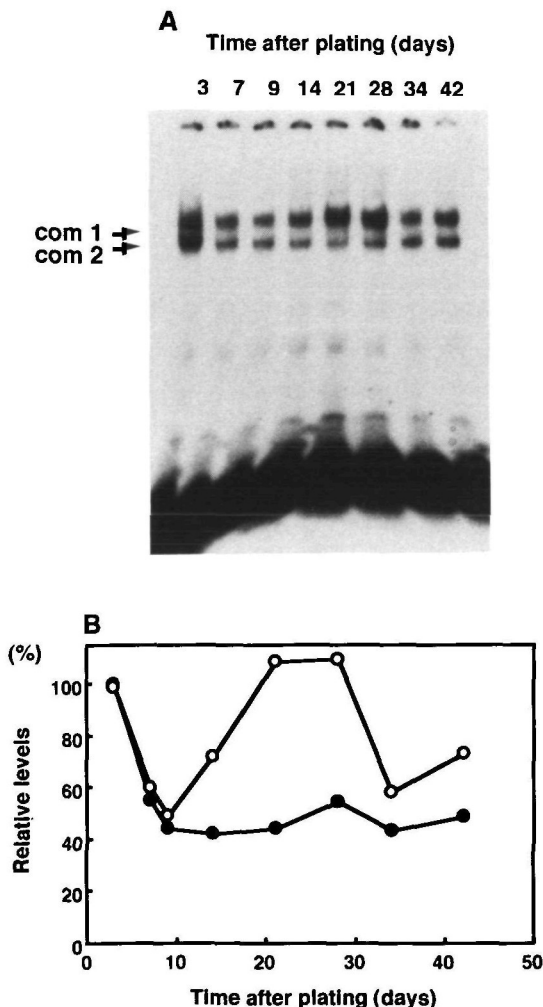 A
Time after plating (days)
3 7 9 14 21 28 34 42
com 1
com 2
B
(%)
100
80
60
40
20
0
Relative levels
0 10 20 30 40 50
Time after plating (days)